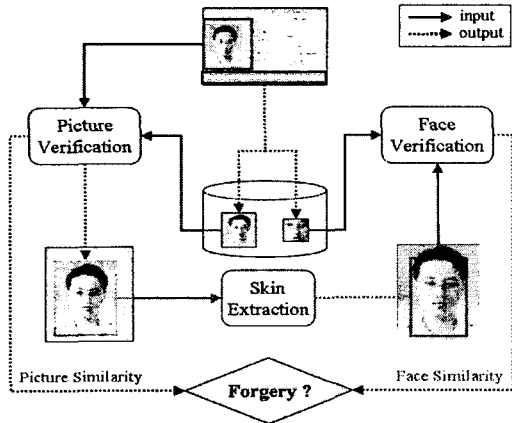 input
output
Picture
Verification
Face
Verification
Skin
Extraction
Picture Similarity
Forgery ?
Face Similarity